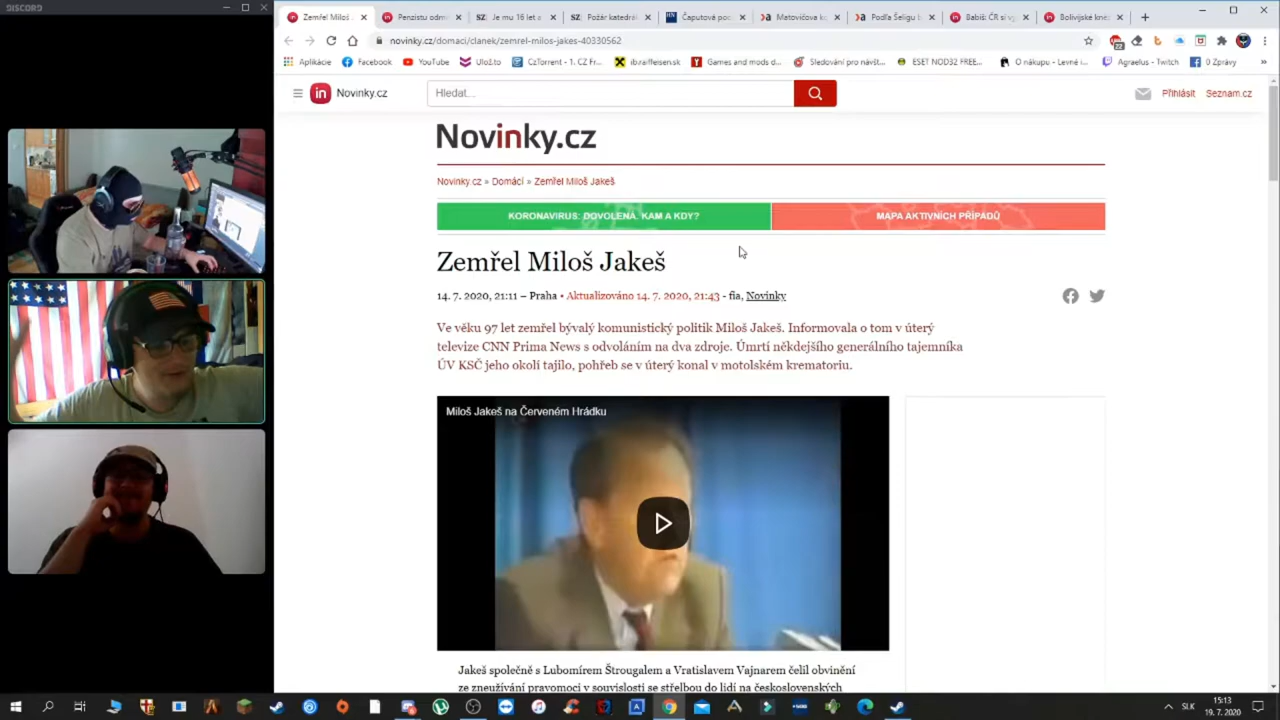 DISCORD
Zemřel Miloš
Penzistu odm
Je mu 16 let a
Požár katedrál
Čaputová poc
Matovičova ko
Podľa Šeligu b
Babiš: ČR si vy
Bolívijské kněž
novinky.cz/domaci/clanek/zemrel-milos-jakes-40330562
Aplikácie
Facebook
YouTube
Ulož.to
CzTorrent - 1. CZ Fr...
ib.raiffeisen.sk
Games and mods d...
Sledování pro návšt...
ESET NOD32 FREE...
O nákupu - Levné i...
Agraelus - Twitch
0 Zprávy
Novinky.cz
Hledat...
Přihlásit
Seznam.cz
Novinky.cz
Novinky.cz » Domácí » Zemřel Miloš Jakeš
KORONAVIRUS: DOVOLENÁ. KAM A KDY?
MAPA AKTIVNÍCH PŘÍPADŮ
Zemřel Miloš Jakeš
14. 7. 2020, 21:11 – Praha • Aktualizováno 14. 7. 2020, 21:43 - fia, Novinky
Ve věku 97 let zemřel bývalý komunistický politik Miloš Jakeš. Informovala o tom v úterý
televize CNN Prima News s odvoláním na dva zdroje. Úmrtí někdejšího generálního tajemníka
ÚV KSČ jeho okolí tajilo, pohřeb se v úterý konal v motolském krematoriu.
Miloš Jakeš na Červeném Hrádku
Jakeš společně s Lubomírem Štrougalem a Vratislavem Vajnarem čelil obvinění
ze zneužívání pravomoci v souvislosti se střelbou do lidí na československých
SLK
15:13
19. 7. 2020